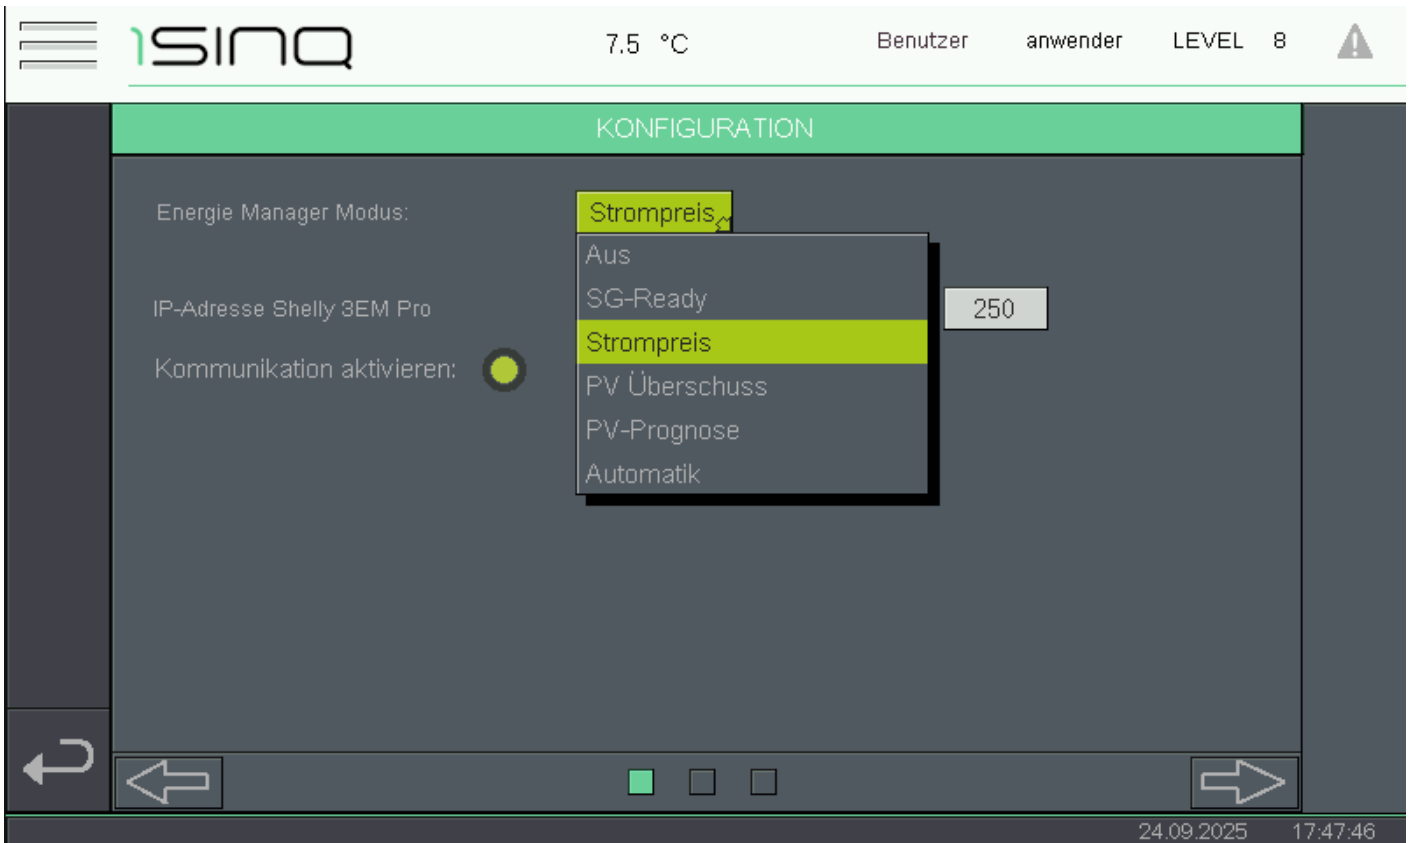 ISINQ 7.5 °C Benutzer anwender LEVEL 8
KONFIGURATION
Energie Manager Modus: Strompreis
Aus
SG-Ready
IP-Adresse Shelly 3EM Pro 250
Strompreis
Kommunikation aktivieren:
PV Überschuss
PV-Prognose
Automatik
24.09.2025 17:47:46